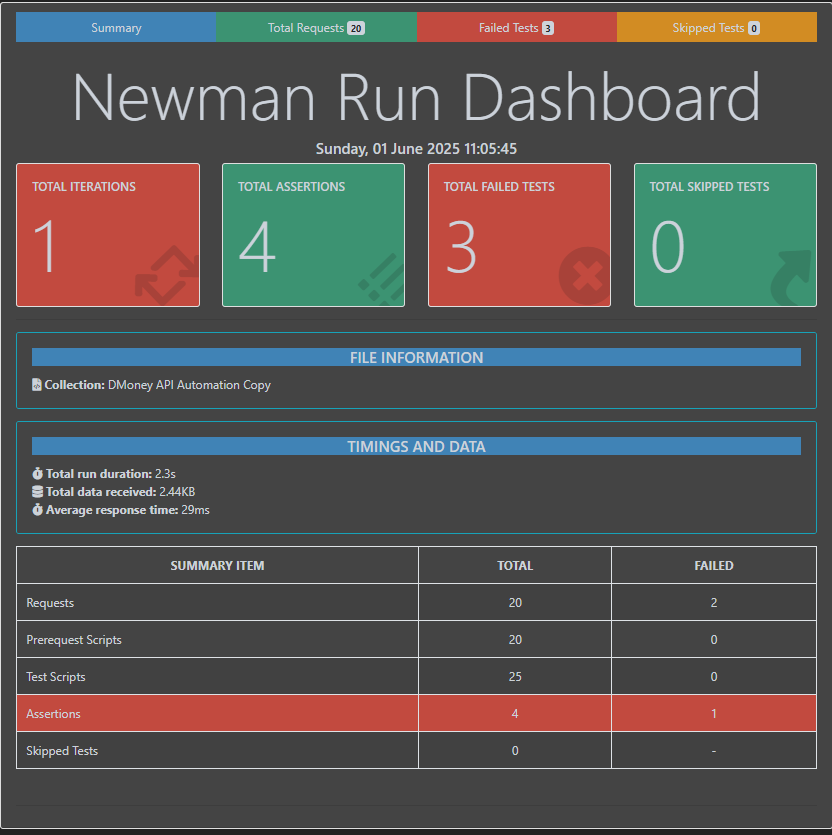 Summary
Total Requests 20
Failed Tests 3
Skipped Tests 0
Newman Run Dashboard
Sunday, 01 June 2025 11:05:45
TOTAL ITERATIONS
1
TOTAL ASSERTIONS
4
TOTAL FAILED TESTS
3
TOTAL SKIPPED TESTS
0
FILE INFORMATION
Collection: DMoney API Automation Copy
TIMINGS AND DATA
Total run duration: 2.3s
Total data received: 2.44KB
Average response time: 29ms
SUMMARY ITEM TOTAL FAILED
Requests 20 2
Prerequest Scripts 20 0
Test Scripts 25 0
Assertions 4 1
Skipped Tests 0 -